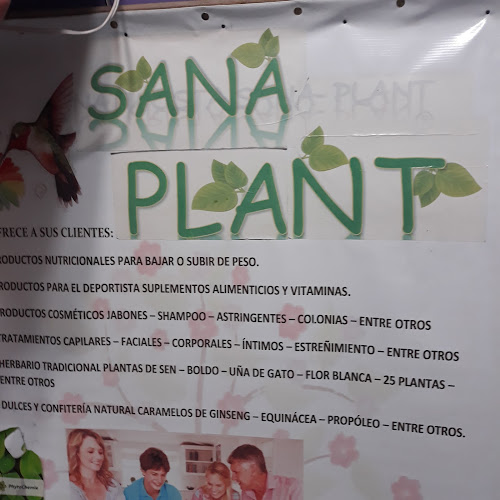 SANA
PLANT
FRECE A SUS CLIENTES:
RODUCTOS NUTRICIONALES PARA BAJAR O SUBIR DE PESO.
RODUCTOS PARA EL DEPORTISTA SUPLEMENTOS ALIMENTICIOS Y VITAMINAS.
RODUCTOS COSMÉTICOS JABONES – SHAMPOO – ASTRINGENTES – COLONIAS – ENTRE OTROS
TRATAMIENTOS CAPILARES – FACIALES – CORPORALES – ÍNTIMOS – ESTREÑIMIENTO – ENTRE OTROS
HERBARIO TRADICIONAL PLANTAS DE SEN – BOLDO – UÑA DE GATO – FLOR BLANCA – 25 PLANTAS –
ENTRE OTROS
DULCES Y CONFITERÍA NATURAL CARAMELOS DE GINSENG – EQUINÁCEA – PROPÓLEO – ENTRE OTROS.